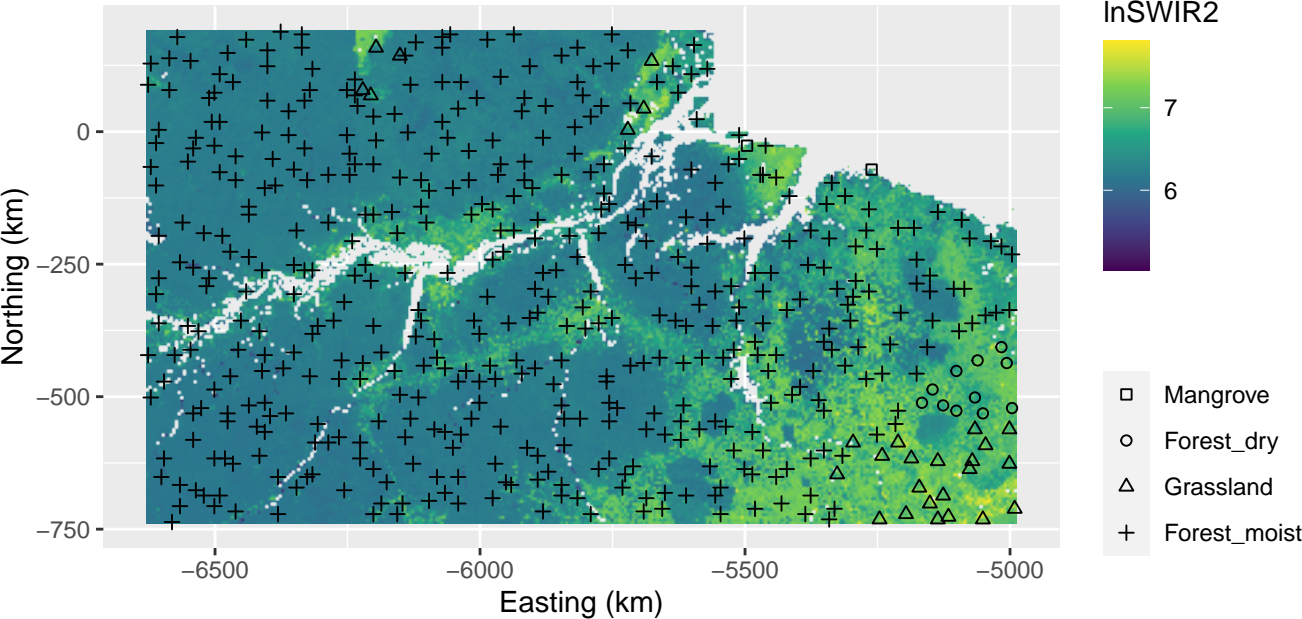 lnSWIR2
7
6
Northing (km)
0
−250
−500
−750
−6500
−6000
−5500
−5000
Easting (km)
Mangrove
Forest_dry
Grassland
Forest_moist